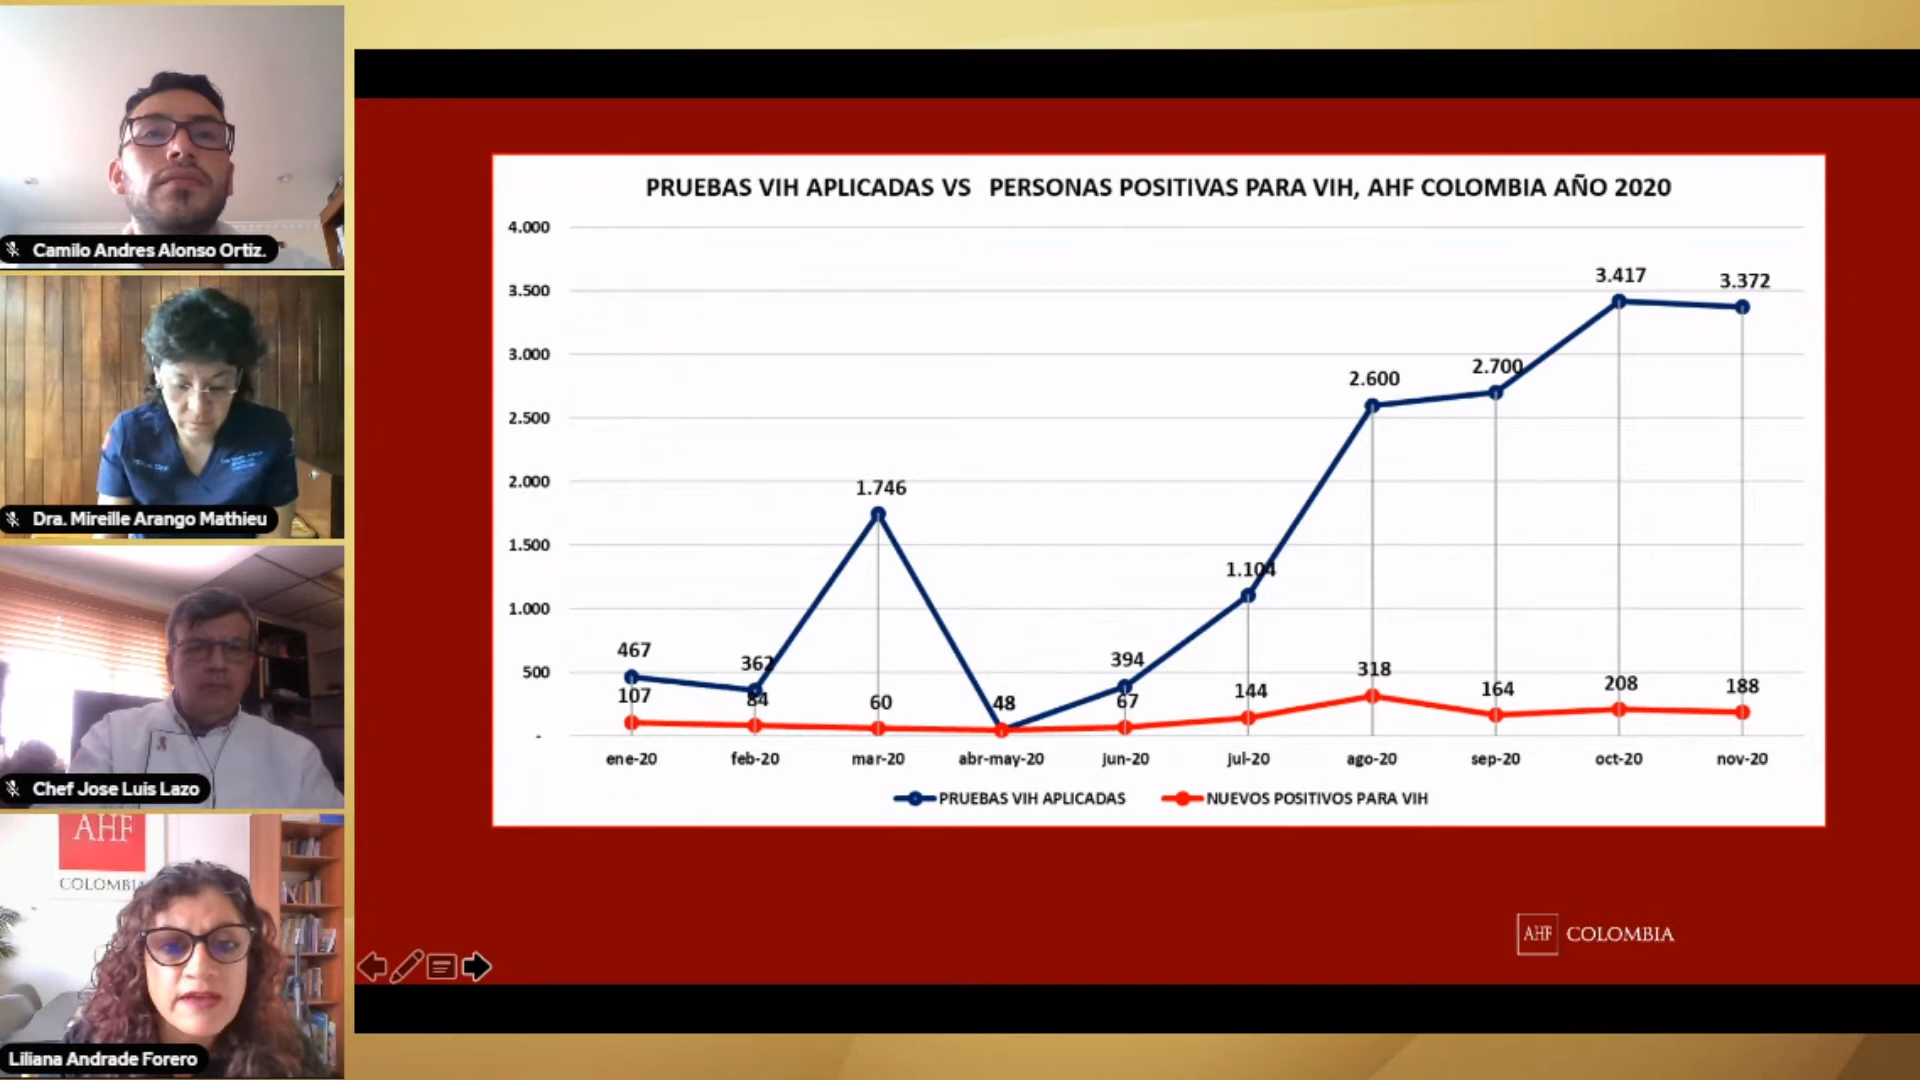 Camilo Andres Alonso Ortiz.
Dra. Mireille Arango Mathieu
Chef Jose Luis Lazo
AHF
COLOMBIA
Liliana Andrade Forero
PRUEBAS VIH APLICADAS VS PERSONAS POSITIVAS PARA VIH, AHF COLOMBIA AÑO 2020
4.000
3.500
3.000
2.500
2.000
1.500
1.000
500
-
467
362
1.746
48
394
1.104
2.600
2.700
3.417
3.372
107
84
60
67
144
318
164
208
188
ene-20 feb-20 mar-20 abr-may-20 jun-20 jul-20 ago-20 sep-20 oct-20 nov-20
PRUEBAS VIH APLICADAS NUEVOS POSITIVOS PARA VIH
AHF COLOMBIA